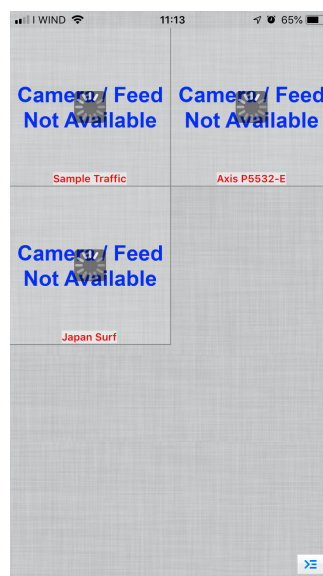 I WIND 11:13 65%
Camera / Feed
Not Available
Sample Traffic
Camera / Feed
Not Available
Axis P5532-E
Camera / Feed
Not Available
Japan Surf